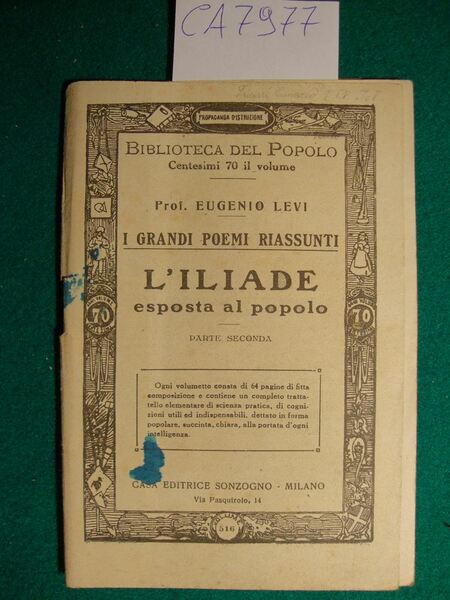 CA7977
PROPAGANDA D'ISTRUZIONE
BIBLIOTECA DEL POPOLO
Centesimi 70 il volume
Prof. EUGENIO LEVI
I GRANDI POEMI RIASSUNTI
L'ILIADE
esposta al popolo
PARTE SECONDA
70
70
Ogni volumetto consta di 64 pagine di fitta
composizione e contiene un completo tratta-
tello elementare di scienza pratica, di cogni-
zioni utili ed indispensabili, dettato in forma
popolare, succinta, chiara, alla portata d'ogni
intelligenza.
CASA EDITRICE SONZOGNO - MILANO
Via Pasquirolo, 14
516